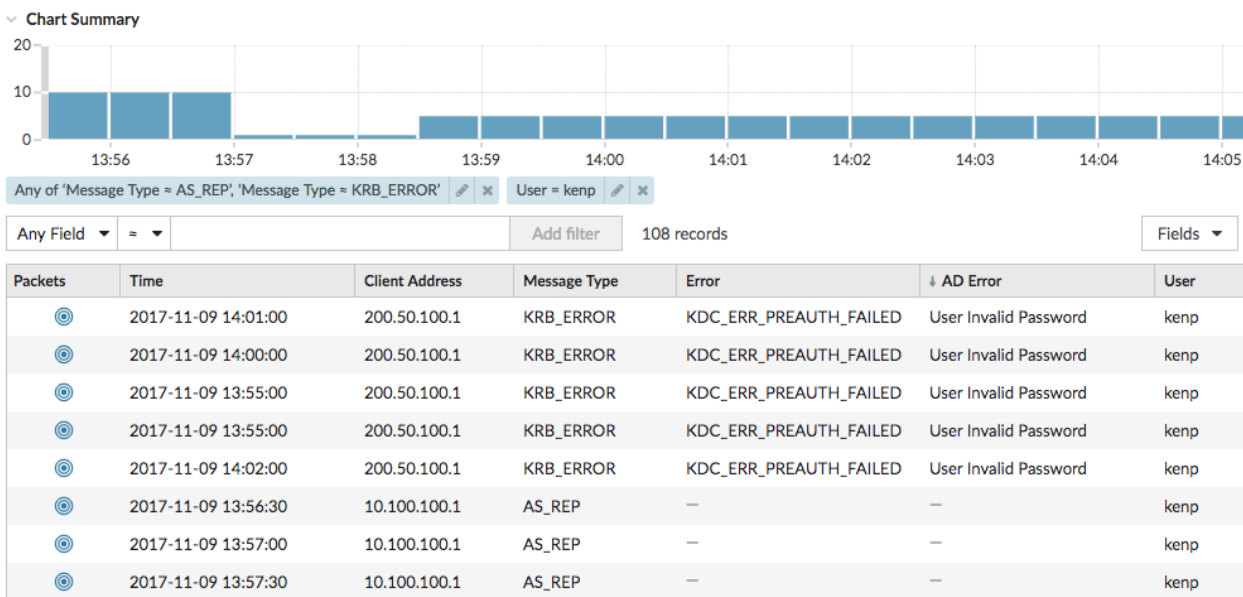 Chart Summary
20
10
0
13:56 13:57 13:58 13:59 14:00 14:01 14:02 14:03 14:04 14:05
Any of ‘Message Type ≈ AS_REP’, ‘Message Type ≈ KRB_ERROR’ User = kenp
Any Field ≈ Add filter 108 records Fields
Packets Time Client Address Message Type Error AD Error User
2017-11-09 14:01:00 200.50.100.1 KRB_ERROR KDC_ERR_PREAUTH_FAILED User Invalid Password kenp
2017-11-09 14:00:00 200.50.100.1 KRB_ERROR KDC_ERR_PREAUTH_FAILED User Invalid Password kenp
2017-11-09 13:55:00 200.50.100.1 KRB_ERROR KDC_ERR_PREAUTH_FAILED User Invalid Password kenp
2017-11-09 13:55:00 200.50.100.1 KRB_ERROR KDC_ERR_PREAUTH_FAILED User Invalid Password kenp
2017-11-09 14:02:00 200.50.100.1 KRB_ERROR KDC_ERR_PREAUTH_FAILED User Invalid Password kenp
2017-11-09 13:56:30 10.100.100.1 AS_REP — — kenp
2017-11-09 13:57:00 10.100.100.1 AS_REP — — kenp
2017-11-09 13:57:30 10.100.100.1 AS_REP — — kenp